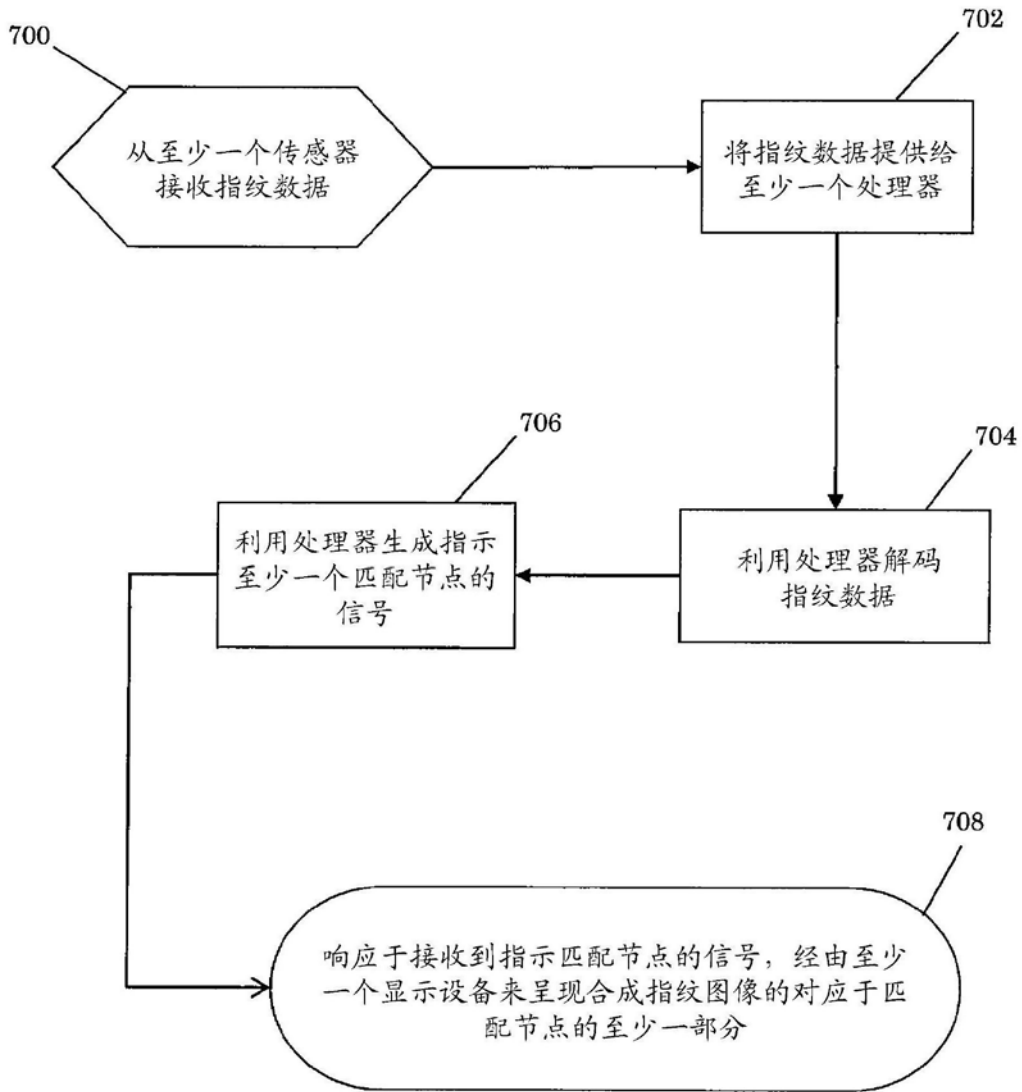 700
从至少一个传感器
接收指纹数据
702
将指纹数据提供给
至少一个处理器
706
利用处理器生成指示
至少一个匹配节点的
信号
704
利用处理器解码
指纹数据
708
响应于接收到指示匹配节点的信号，经由至少
一个显示设备来呈现合成指纹图像的对应于匹
配节点的至少一部分